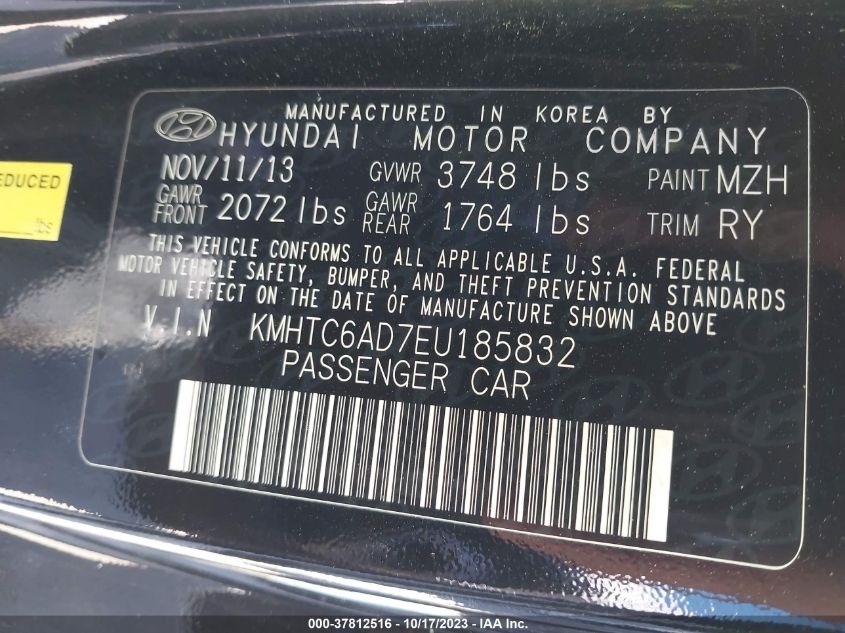 MANUFACTURED IN KOREA BY
HYUNDAI MOTOR COMPANY
NOV/11/13 GVWR 3748 lbs PAINT MZH
GAWR FRONT 2072 lbs GAWR REAR 1764 lbs TRIM RY
THIS VEHICLE CONFORMS TO ALL APPLICABLE U.S.A. FEDERAL
MOTOR VEHICLE SAFETY, BUMPER, AND THEFT PREVENTION STANDARDS
IN EFFECT ON THE DATE OF MANUFACTURE SHOWN ABOVE
V.I.N KMHTC6AD7EU185832
PASSENGER CAR
EDUCED
lbs
000-37812516 - 10/17/2023 - IAA Inc.